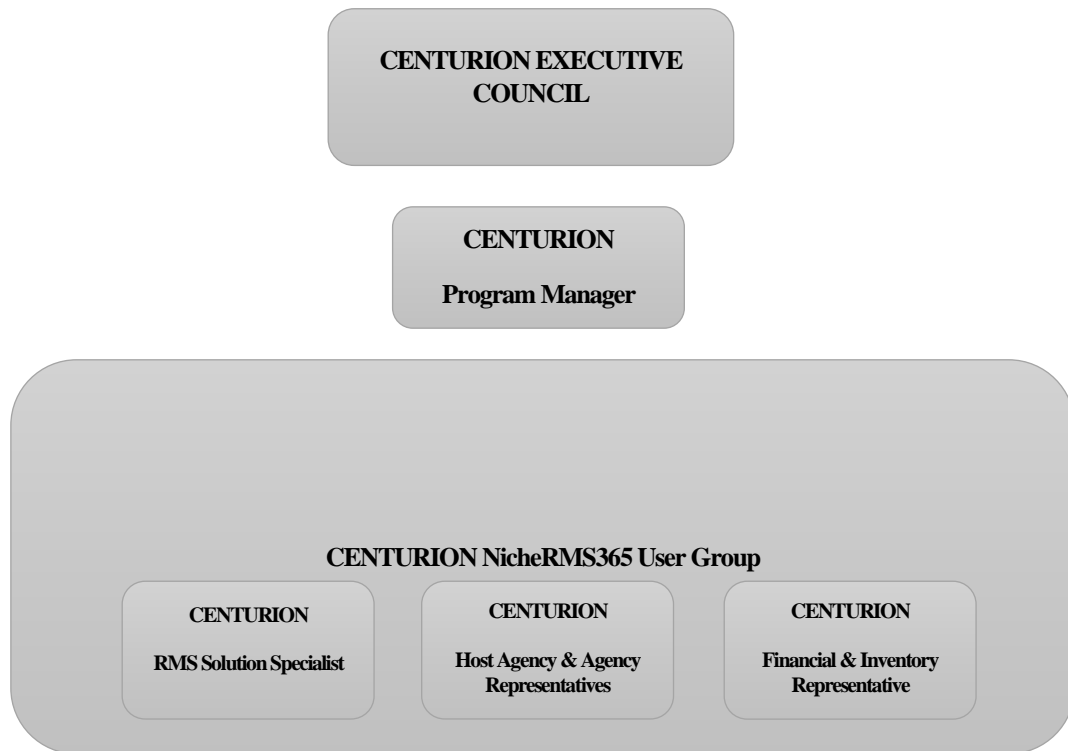 CENTURION EXECUTIVE
COUNCIL
CENTURION
Program Manager
CENTURION NicheRMS365 User Group
CENTURION
RMS Solution Specialist
CENTURION
Host Agency & Agency
Representatives
CENTURION
Financial & Inventory
Representative